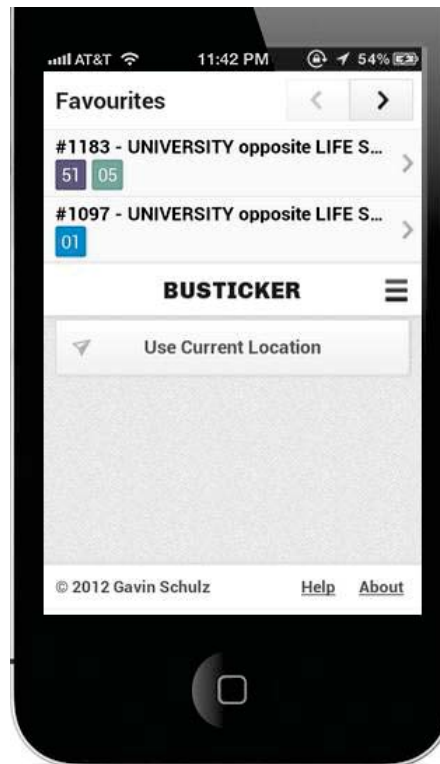 AT&T 11:42 PM 54%
Favourites
#1183 - UNIVERSITY opposite LIFE S...
51 05
#1097 - UNIVERSITY opposite LIFE S...
01
BUSTICKER
Use Current Location
© 2012 Gavin Schulz Help About